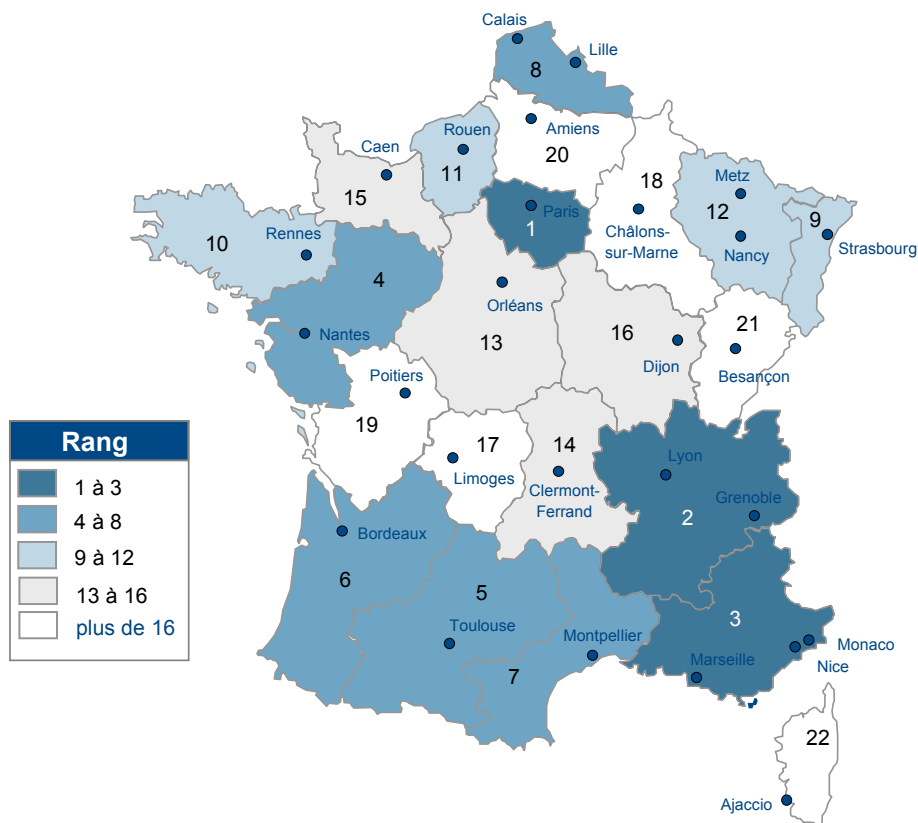 Calais
Lille
8
Amiens
20
Rouen
11
Caen
15
18
Châlons-
sur-Marne
Metz
12
Nancy
9
Strasbourg
Paris
1
10
Rennes
4
Nantes
Orléans
13
16
Dijon
21
Besançon
Poitiers
19
17
Limoges
14
Clermont-
Ferrand
Lyon
Grenoble
2
Rang
1 à 3
4 à 8
9 à 12
13 à 16
plus de 16
Bordeaux
6
5
Toulouse
Montpellier
7
3
Marseille
Monaco
Nice
22
Ajaccio